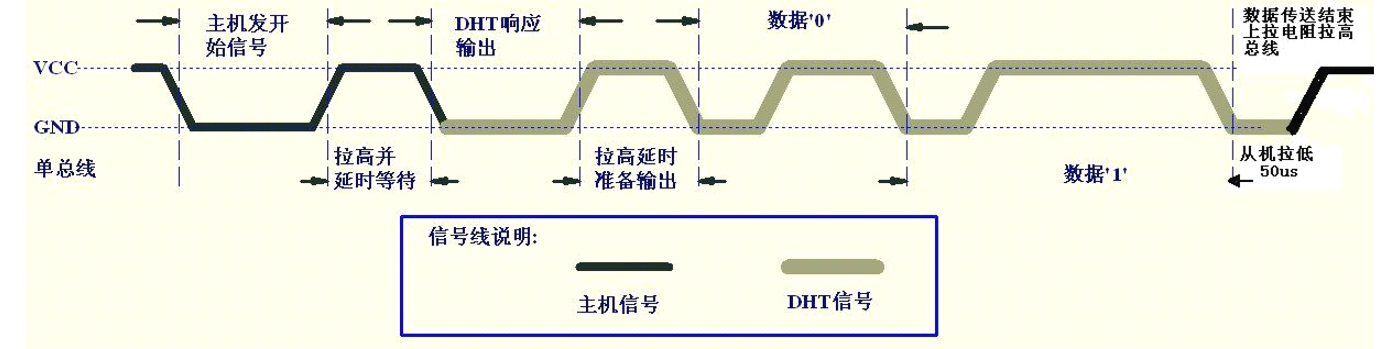 主机发开
始信号
DHT响应
输出
数据'0'
数据传送结束
上拉电阻拉高
总线
VCC
GND
单总线
拉高并
延时等待
拉高延时
准备输出
数据'1'
从机拉低
50us
信号线说明:
主机信号
DHT信号